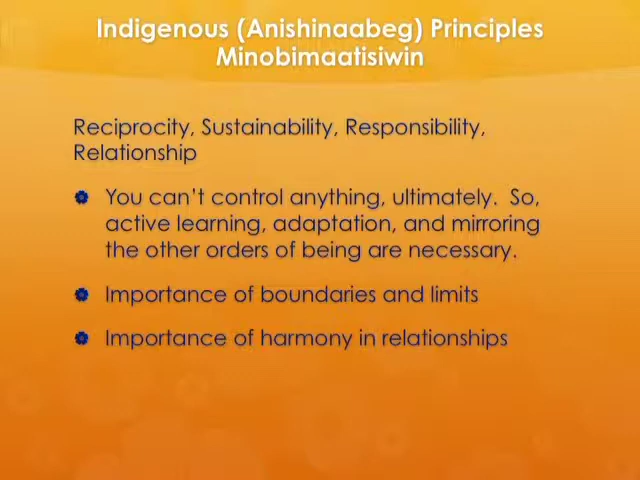 Indigenous (Anishinaabeg) Principles
Minobimaatisiwin
Reciprocity, Sustainability, Responsibility,
Relationship
You can't control anything, ultimately.  So,
active learning, adaptation, and mirroring
the other orders of being are necessary.
Importance of boundaries and limits
Importance of harmony in relationships